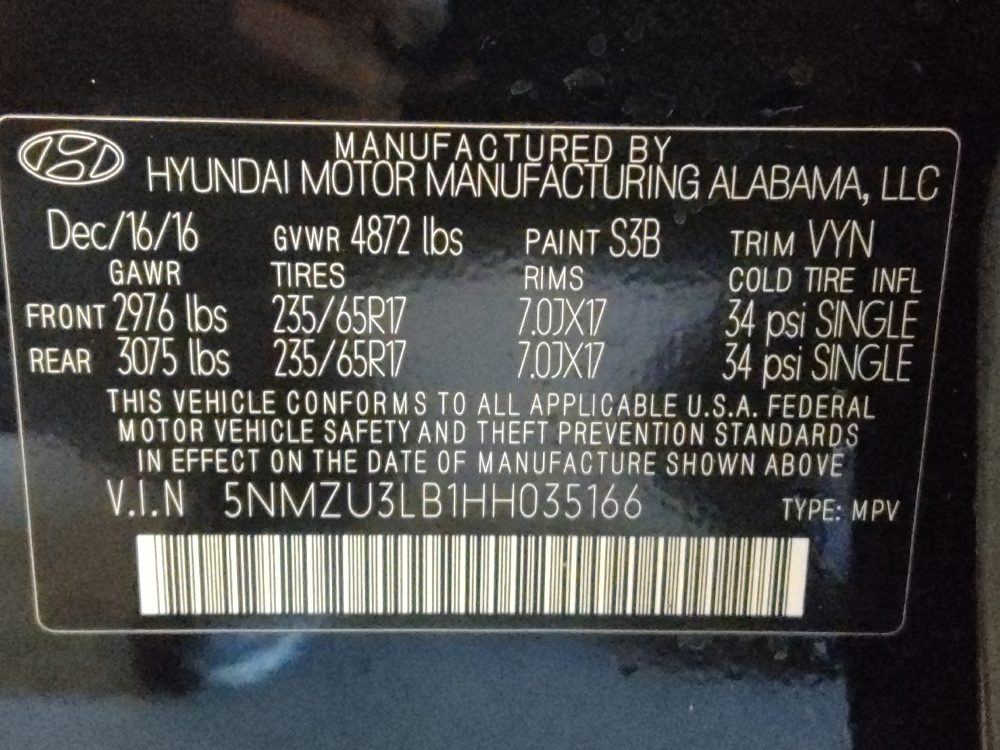 MANUFACTURED BY
HYUNDAI MOTOR MANUFACTURING ALABAMA, LLC
Dec/16/16 GVWR 4872 lbs PAINT S3B TRIM VYN
GAWR TIRES RIMS COLD TIRE INFL
FRONT 2976 lbs 235/65R17 7.0JX17 34 psi SINGLE
REAR 3075 lbs 235/65R17 7.0JX17 34 psi SINGLE
THIS VEHICLE CONFORMS TO ALL APPLICABLE U.S.A. FEDERAL
MOTOR VEHICLE SAFETY AND THEFT PREVENTION STANDARDS
IN EFFECT ON THE DATE OF MANUFACTURE SHOWN ABOVE
V.I.N 5NMZU3LB1HH035166 TYPE: MPV